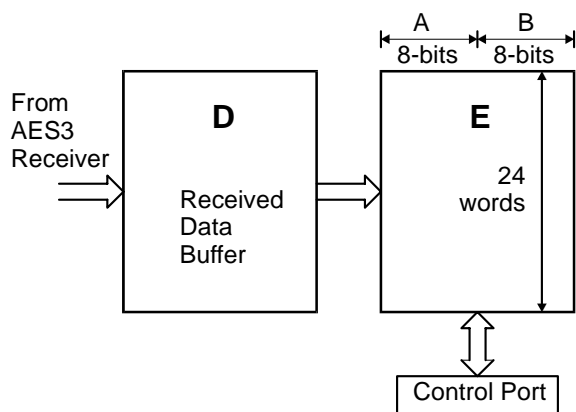 A
B
8-bits
8-bits
From
AES3
Receiver
D
Received
Data
Buffer
E
24
words
Control Port